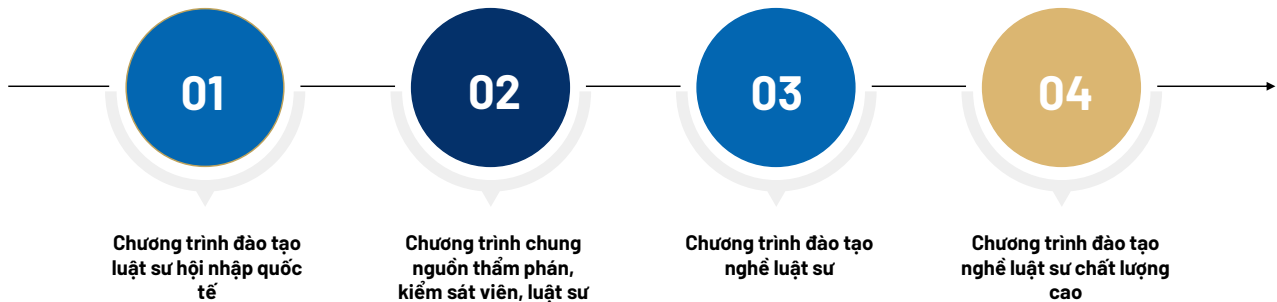 01
Chương trình đào tạo
luật sư hội nhập quốc
tế
02
Chương trình chung
nguồn thẩm phán,
kiểm sát viên, luật sư
03
Chương trình đào tạo
nghề luật sư
04
Chương trình đào tạo
nghề luật sư chất lượng
cao